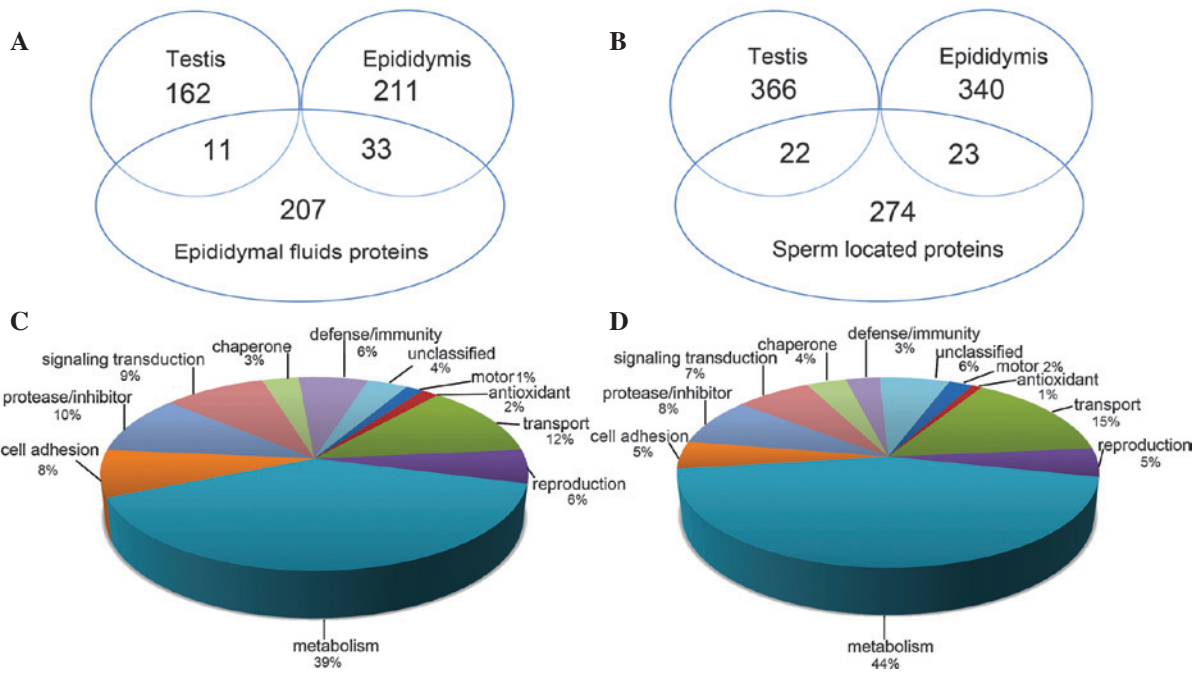 A
Testis
162
Epididymis
211
11
33
207
Epididymal fluids proteins
B
Testis
366
Epididymis
340
22
23
274
Sperm located proteins
C
defense/immunity
6%
chaperone
3%
unclassified
4%
signaling transduction
9%
motor 1%
antioxidant
2%
protease/inhibitor
10%
transport
12%
cell adhesion
8%
reproduction
6%
metabolism
39%
D
defense/immunity
3%
chaperone
4%
unclassified
6%
signaling transduction
7%
motor 2%
antioxidant
1%
protease/inhibitor
8%
transport
15%
cell adhesion
5%
reproduction
5%
metabolism
44%